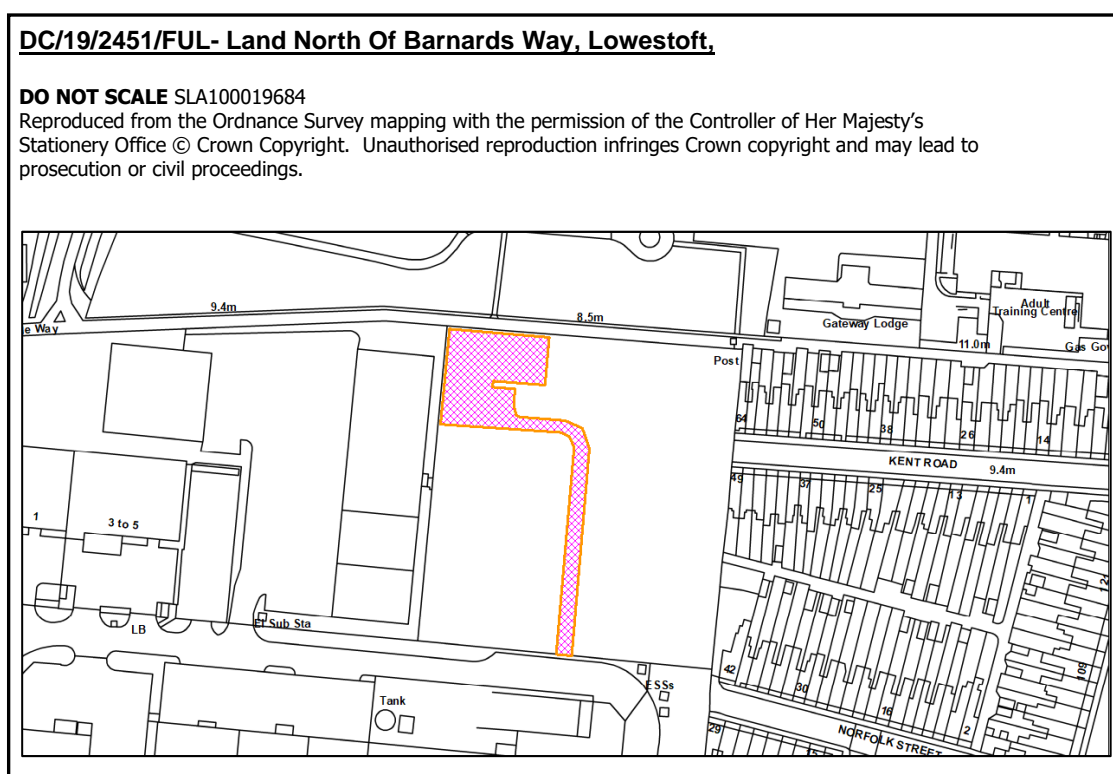 DC/19/2451/FUL- Land North Of Barnards Way, Lowestoft,
DO NOT SCALE SLA100019684
Reproduced from the Ordnance Survey mapping with the permission of the Controller of Her Majesty's
Stationery Office © Crown Copyright. Unauthorised reproduction infringes Crown copyright and may lead to
prosecution or civil proceedings.
9.4m
8.5m
e Way
Gateway Lodge
Adult
Training Centre
11.0m
Gas Gov
Post
64
50
38
26
14
KENT ROAD
9.4m
49
37
25
13
1
1
3 to 5
El Sub Sta
LB
Tank
ESSs
42
30
16
2
109
29
NORFOLK STREET